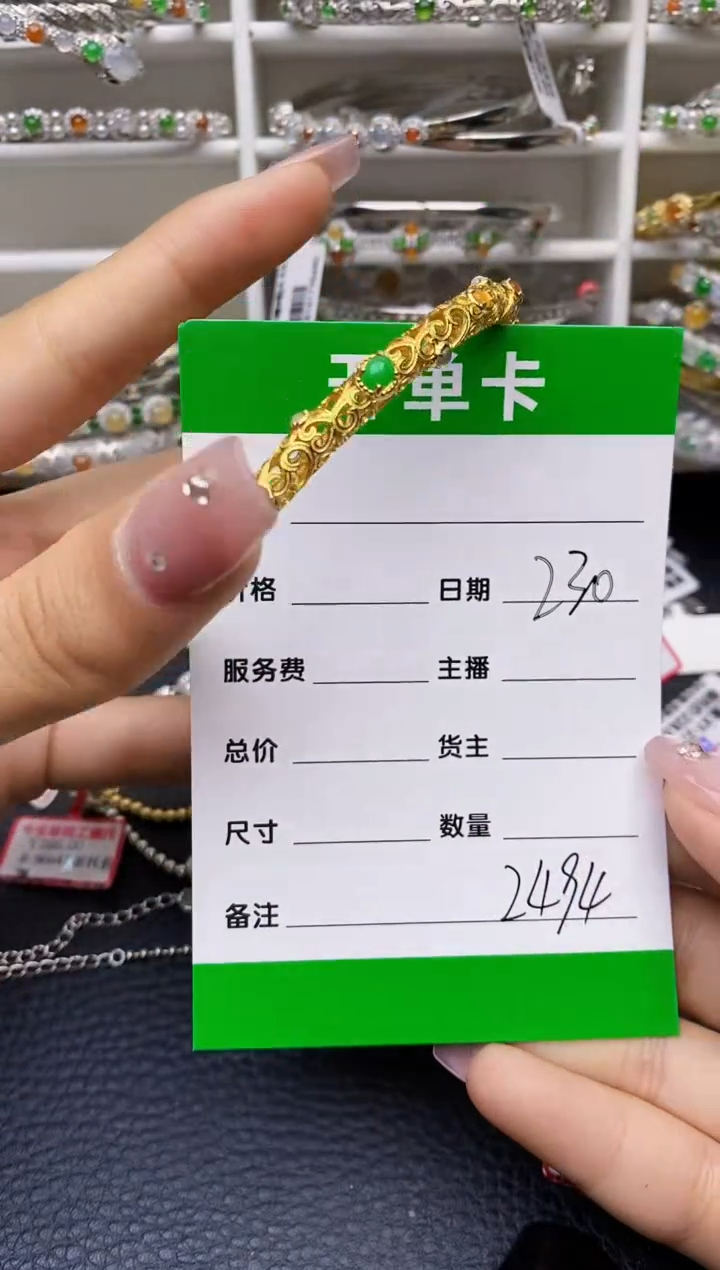 单卡
格 日期 230
服务费 主播
总价 货主
尺寸 数量
备注 2494